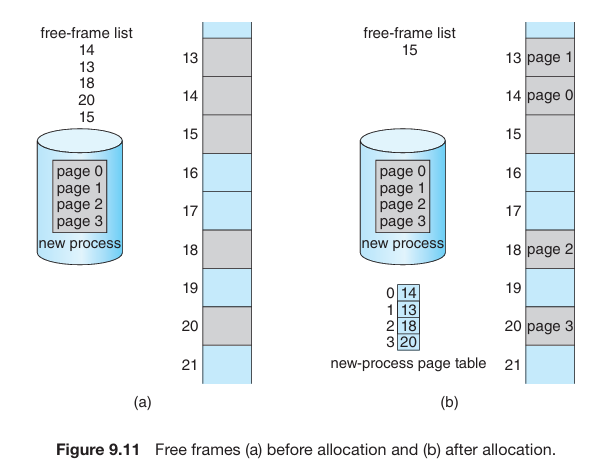 free-frame list
14
13
18
20
15
page 0
page 1
page 2
page 3
new process
13
14
15
16
17
18
19
20
21
(a)
free-frame list
15
page 0
page 1
page 2
page 3
new process
0 14
1 13
2 18
3 20
new-process page table
13 page 1
14 page 0
15
16
17
18 page 2
19
20 page 3
21
(b)
Figure 9.11 Free frames (a) before allocation and (b) after allocation.